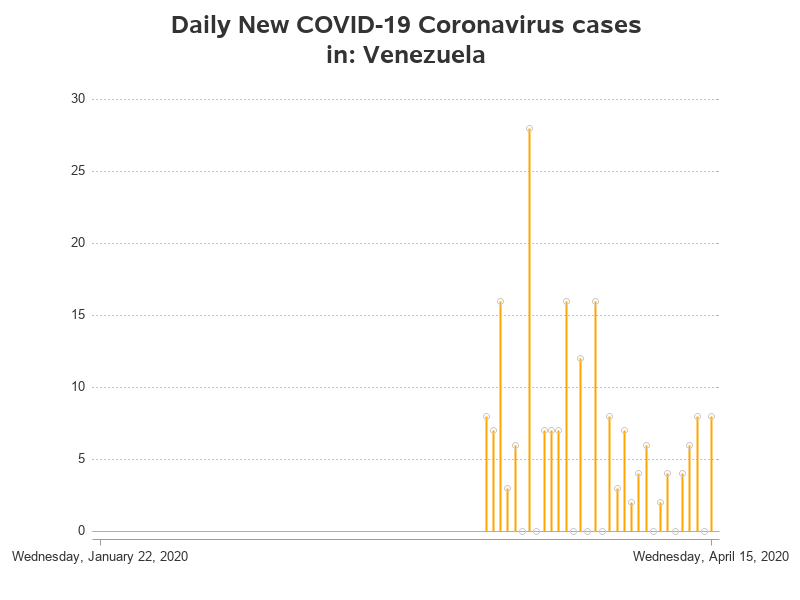 Daily New COVID-19 Coronavirus cases
in: Venezuela
30
25
20
15
10
5
0
Wednesday, January 22, 2020
Wednesday, April 15, 2020